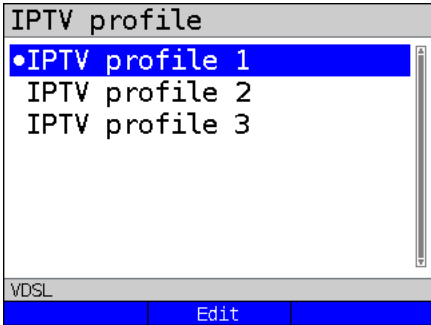 IPTV profile
•IPTV profile 1
IPTV profile 2
IPTV profile 3
VDSL
Edit